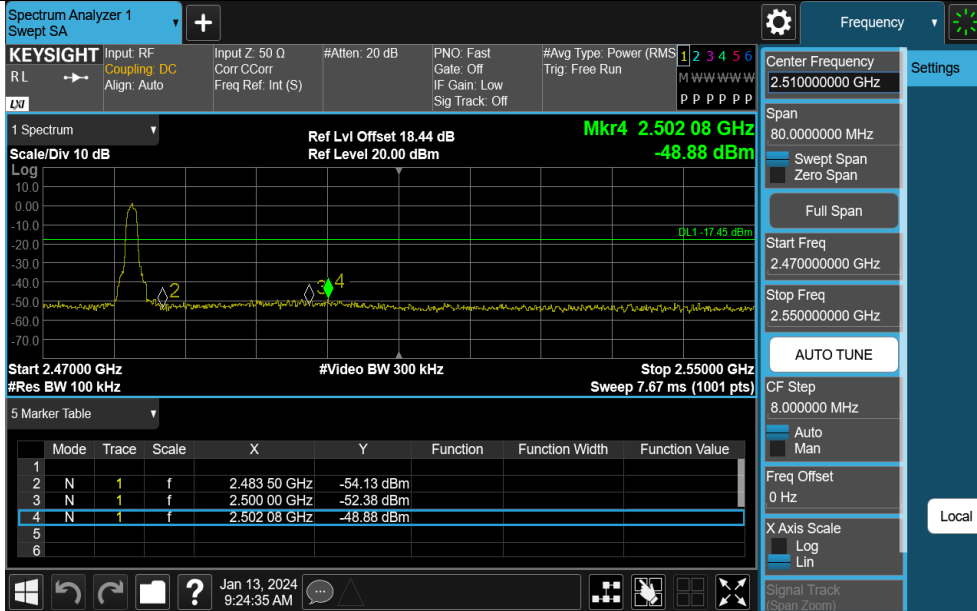 Spectrum Analyzer 1
Swept SA
+
Frequency
KEYSIGHT
RL
LXI
Input: RF
Coupling: DC
Align: Auto
Input Z: 50 Ω
Corr CCorr
Freq Ref: Int (S)
#Atten: 20 dB
PNO: Fast
Gate: Off
IF Gain: Low
Sig Track: Off
#Avg Type: Power (RMS
Trig: Free Run
1 2 3 4 5 6
M W W W W W
P P P P P P
1 Spectrum
Scale/Div 10 dB
Ref Lvl Offset 18.44 dB
Ref Level 20.00 dBm
Mkr4 2.502 08 GHz
-48.88 dBm
Log
10.0
0.00
-10.0
-20.0
-30.0
-40.0
-50.0
-60.0
-70.0
DL1 -17.45 dBm
2
3
4
Start 2.47000 GHz
#Video BW 300 kHz
Stop 2.55000 GHz
#Res BW 100 kHz
Sweep 7.67 ms (1001 pts)
5 Marker Table
Mode Trace Scale X Y Function Function Width Function Value
1
2 N 1 f 2.483 50 GHz -54.13 dBm
3 N 1 f 2.500 00 GHz -52.38 dBm
4 N 1 f 2.502 08 GHz -48.88 dBm
5
6
?
Jan 13, 2024
9:24:35 AM
Center Frequency
2.510000000 GHz
Span
80.0000000 MHz
Swept Span
Zero Span
Full Span
Start Freq
2.470000000 GHz
Stop Freq
2.550000000 GHz
AUTO TUNE
CF Step
8.000000 MHz
Auto
Man
Freq Offset
0 Hz
X Axis Scale
Log
Lin
Signal Track
(Span Zoom)
Settings
Local